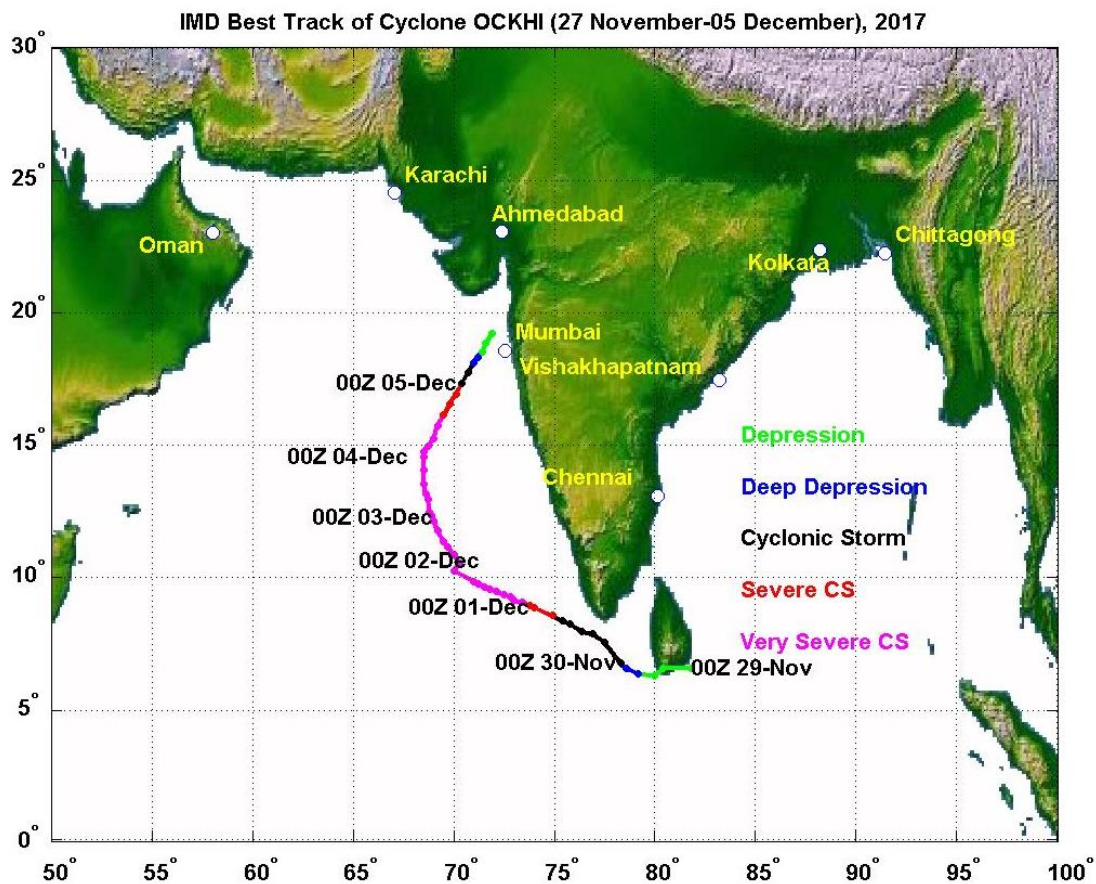 IMD Best Track of Cyclone OCKHI (27 November-05 December), 2017
30°
25°
20°
15°
10°
5°
0°
Karachi
Ahmedabad
Oman
Chittagong
Kolkata
Mumbai
Vishakhapatnam
00Z 05-Dec
Depression
00Z 04-Dec
Chennai
Deep Depression
00Z 03-Dec
Cyclonic Storm
00Z 02-Dec
Severe CS
00Z 01-Dec
Very Severe CS
00Z 30-Nov
00Z 29-Nov
50° 55° 60° 65° 70° 75° 80° 85° 90° 95° 100°